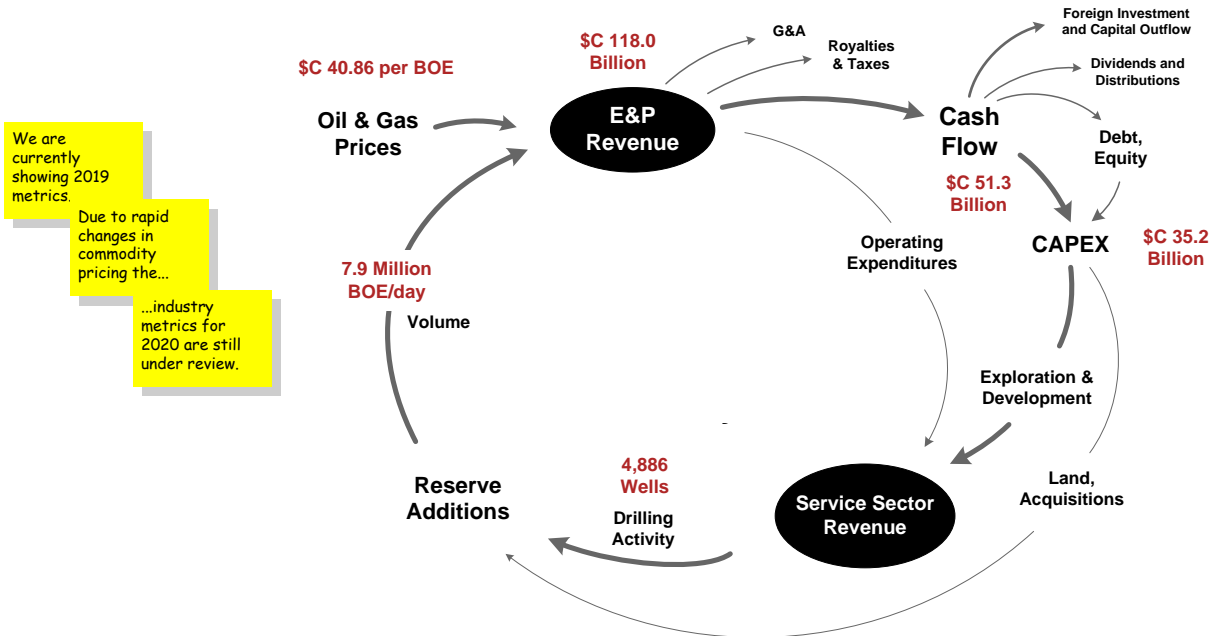 We are
currently
showing 2019
metrics.
Due to rapid
changes in
commodity
pricing the...
...industry
metrics for
2020 are still
under review.
$C 40.86 per BOE
Oil & Gas
Prices
$C 118.0
Billion
E&P
Revenue
G&A
Royalties
& Taxes
Foreign Investment
and Capital Outflow
Dividends and
Distributions
Cash
Flow
$C 51.3
Billion
Debt,
Equity
CAPEX
$C 35.2
Billion
Operating
Expenditures
7.9 Million
BOE/day
Volume
Exploration &
Development
Land,
Acquisitions
Service Sector
Revenue
4,886
Wells
Drilling
Activity
Reserve
Additions